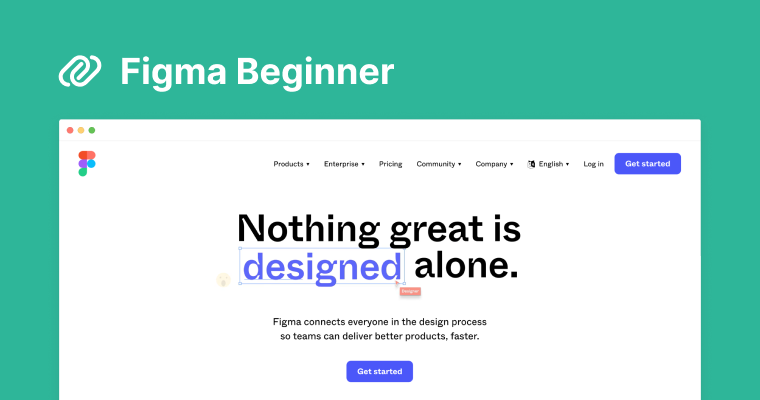 Figma Beginner
Products ▾ Enterprise ▾ Pricing Community ▾ Company ▾ English ▾ Log in Get started
Nothing great is
designed alone.
Designer
Figma connects everyone in the design process
so teams can deliver better products, faster.
Get started